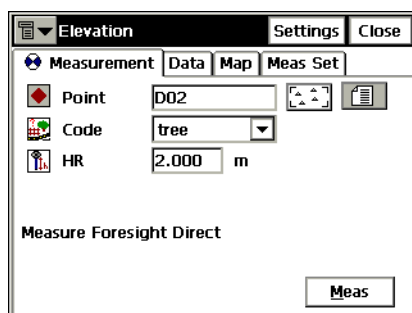 Elevation Settings Close
Measurement Data Map Meas Set
Point D02
Code tree
HR 2.000 m
Measure Foresight Direct
Meas